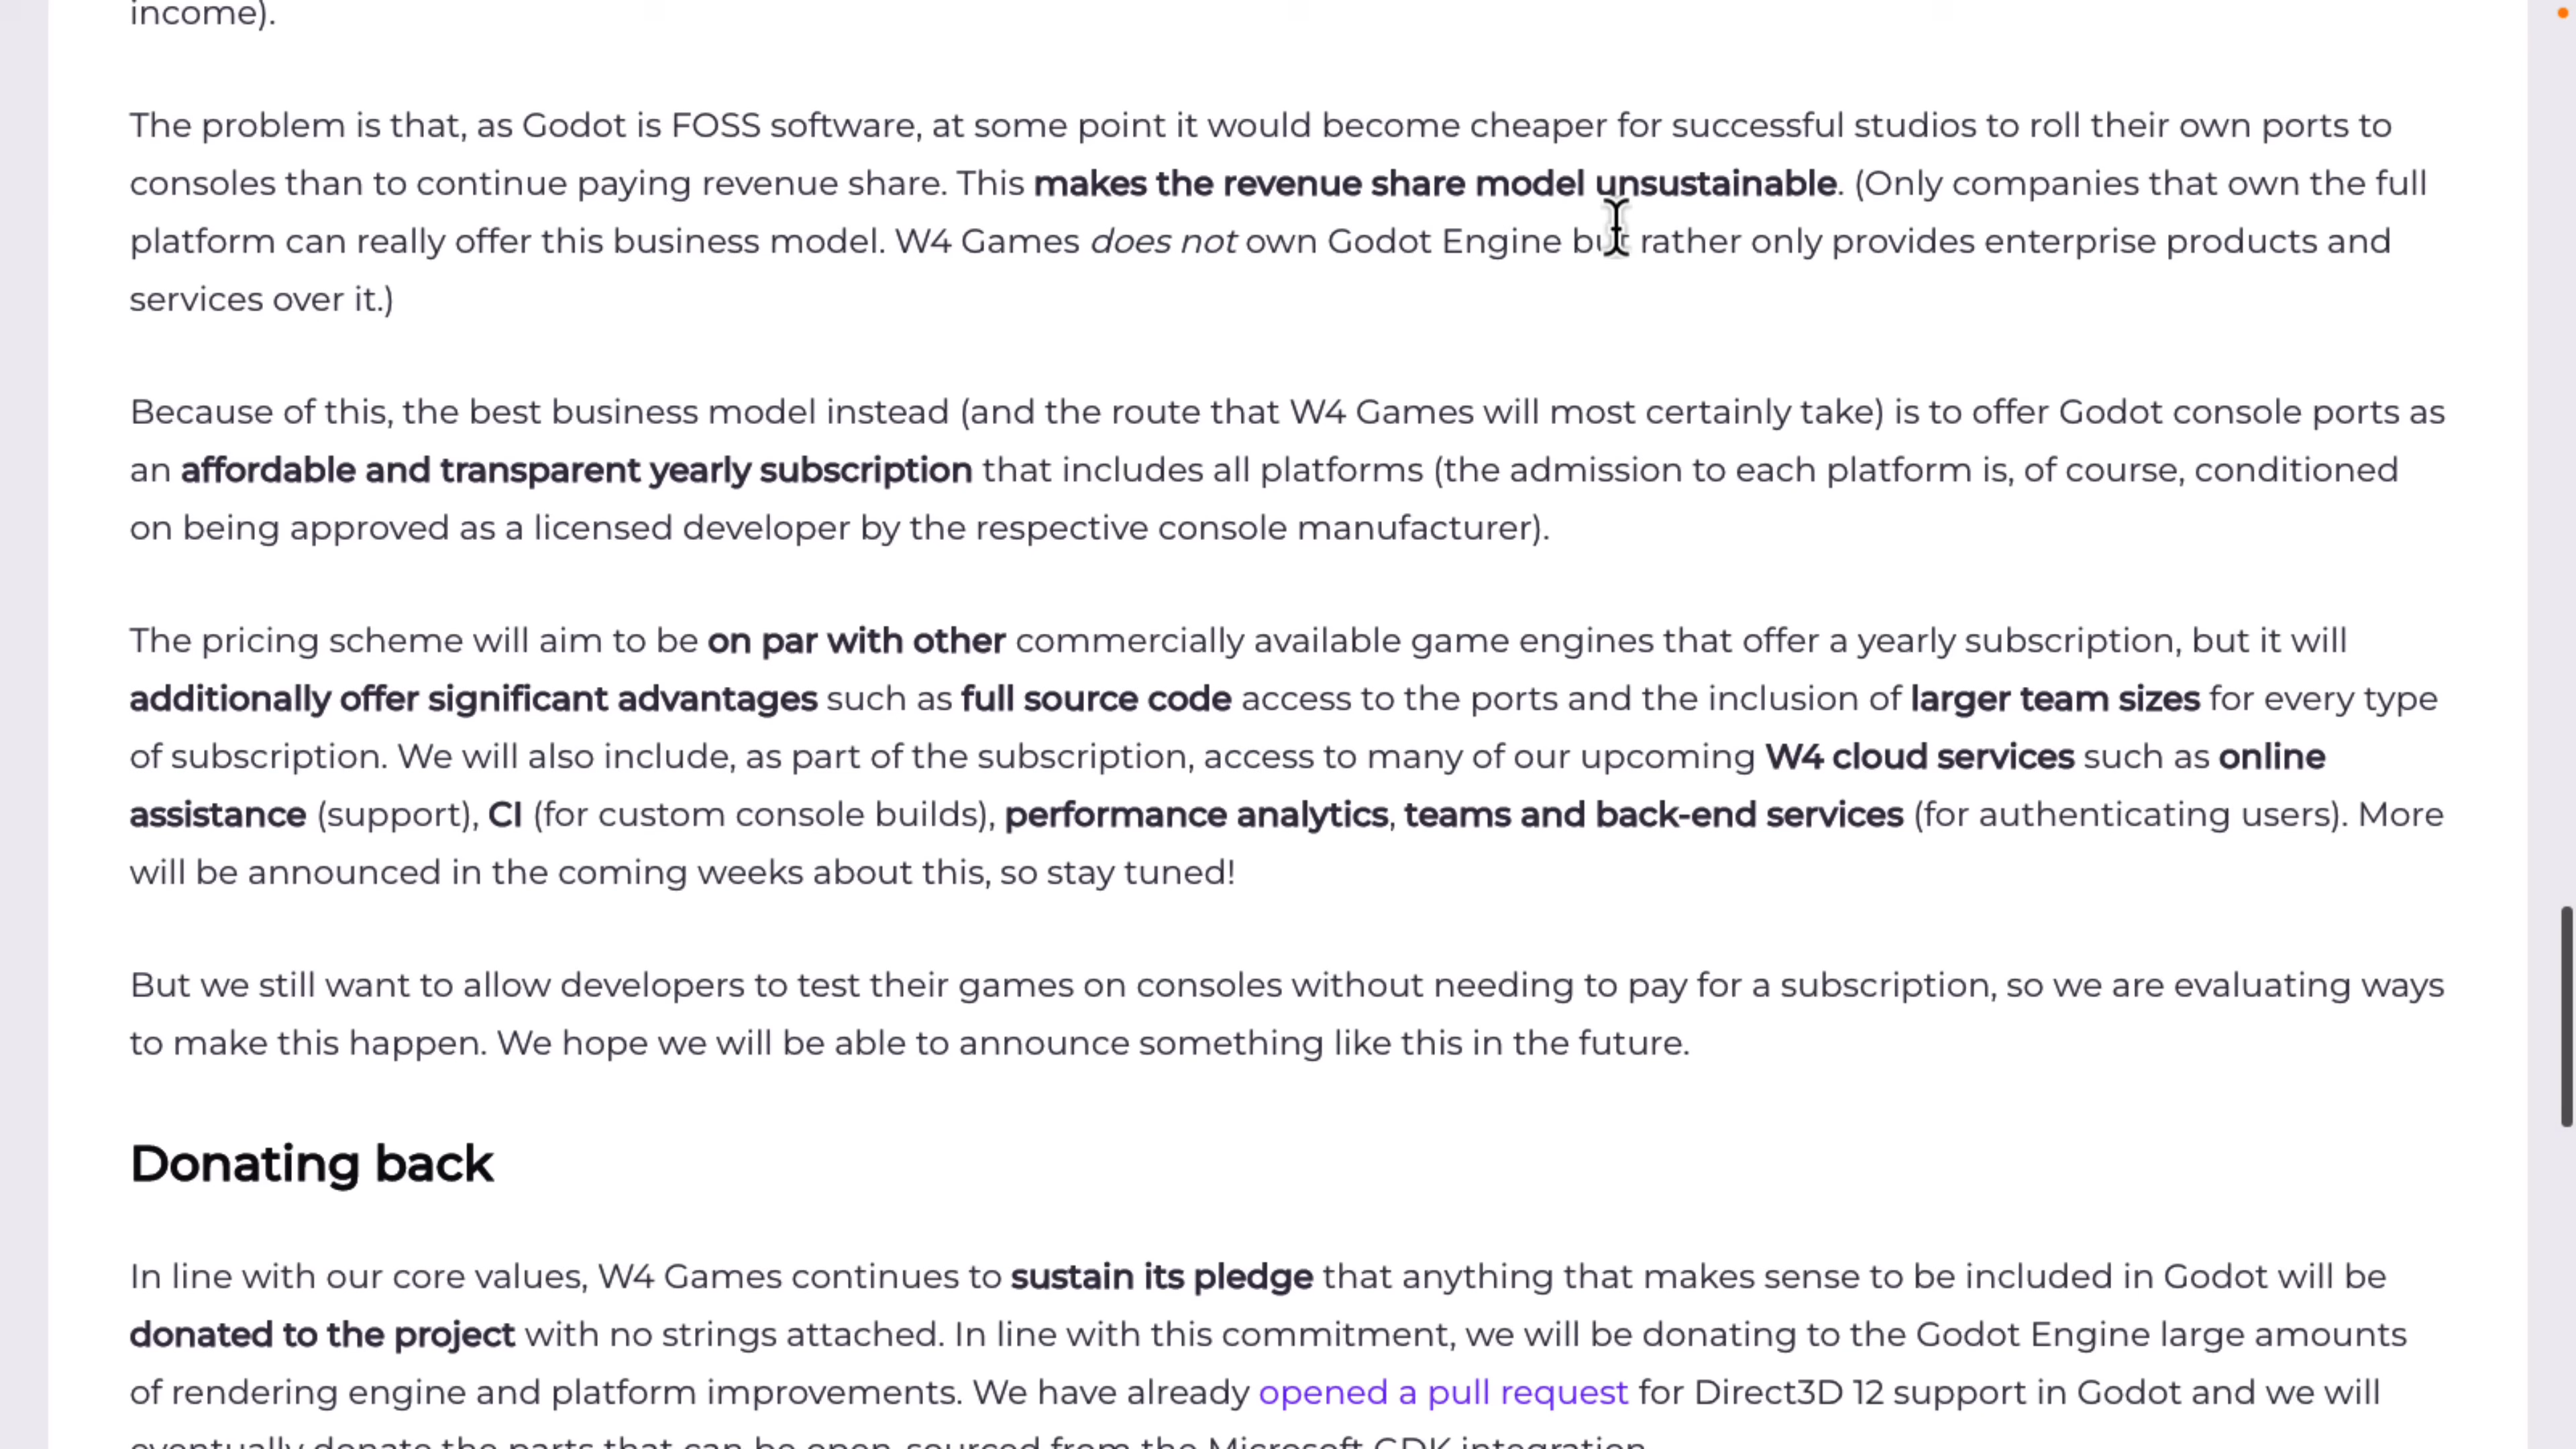 income).
The problem is that, as Godot is FOSS software, at some point it would become cheaper for successful studios to roll their own ports to
consoles than to continue paying revenue share. This makes the revenue share model unsustainable. (Only companies that own the full
platform can really offer this business model. W4 Games does not own Godot Engine but rather only provides enterprise products and
services over it.)
Because of this, the best business model instead (and the route that W4 Games will most certainly take) is to offer Godot console ports as
an affordable and transparent yearly subscription that includes all platforms (the admission to each platform is, of course, conditioned
on being approved as a licensed developer by the respective console manufacturer).
The pricing scheme will aim to be on par with other commercially available game engines that offer a yearly subscription, but it will
additionally offer significant advantages such as full source code access to the ports and the inclusion of larger team sizes for every type
of subscription. We will also include, as part of the subscription, access to many of our upcoming W4 cloud services such as online
assistance (support), CI (for custom console builds), performance analytics, teams and back-end services (for authenticating users). More
will be announced in the coming weeks about this, so stay tuned!
But we still want to allow developers to test their games on consoles without needing to pay for a subscription, so we are evaluating ways
to make this happen. We hope we will be able to announce something like this in the future.
Donating back
In line with our core values, W4 Games continues to sustain its pledge that anything that makes sense to be included in Godot will be
donated to the project with no strings attached. In line with this commitment, we will be donating to the Godot Engine large amounts
of rendering engine and platform improvements. We have already opened a pull request for Direct3D 12 support in Godot and we will
eventually donate the parts that can be open-sourced from the Microsoft GDK integration.